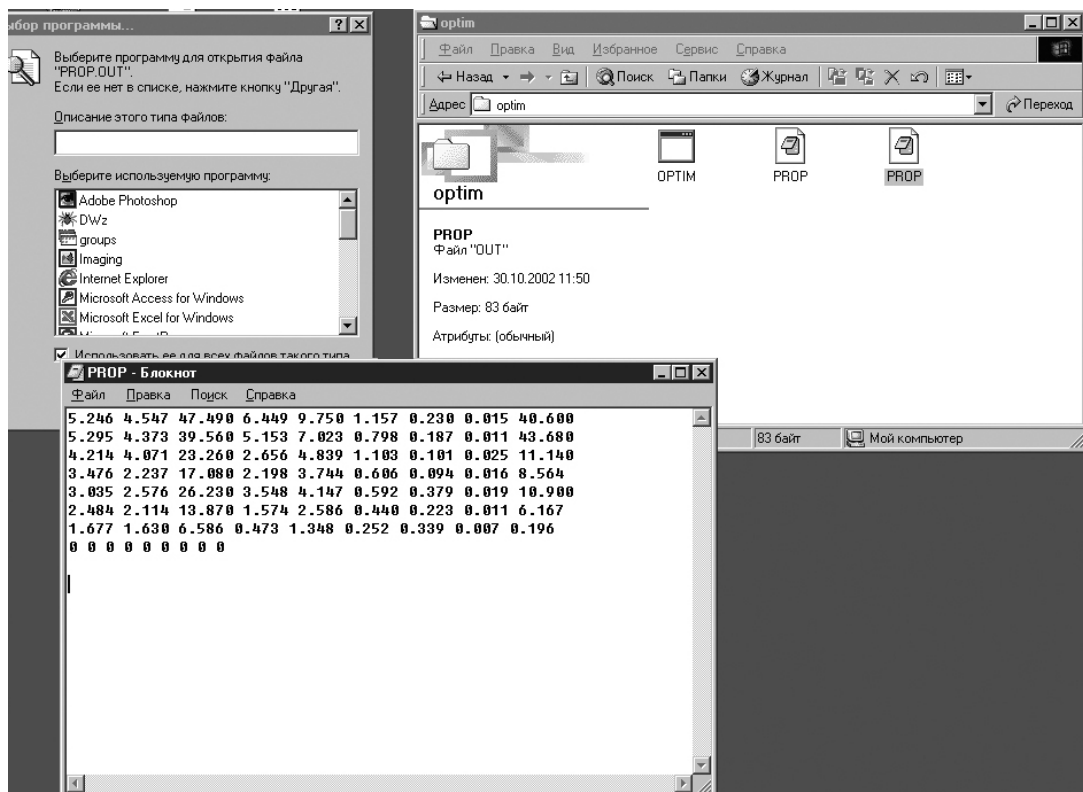 ыбор программы...
Выберите программу для открытия файла
"PROP.OUT".
Если ее нет в списке, нажмите кнопку "Другая".
Описание этого типа файлов:
Выберите используемую программу:
Adobe Photoshop
DWz
groups
Imaging
Internet Explorer
Microsoft Access for Windows
Microsoft Excel for Windows
Использовать ее для всех файлов такого типа
optim
Файл Правка Вид Избранное Сервис Справка
Назад Поиск Папки Журнал
Адрес optim Переход
OPTIM PROP PROP
optim
PROP
Файл "OUT"
Изменен: 30.10.2002 11:50
Размер: 83 байт
Атрибуты: (обычный)
83 байт Мой компьютер
PROP - Блокнот
Файл Правка Поиск Справка
5.246 4.547 47.490 6.449 9.750 1.157 0.230 0.015 40.600
5.295 4.373 39.560 5.153 7.023 0.798 0.187 0.011 43.680
4.214 4.071 23.260 2.656 4.839 1.103 0.101 0.025 11.140
3.476 2.237 17.080 2.198 3.744 0.606 0.094 0.016 8.564
3.035 2.576 26.230 3.548 4.147 0.592 0.379 0.019 10.900
2.484 2.114 13.870 1.574 2.586 0.440 0.223 0.011 6.167
1.677 1.630 6.586 0.473 1.348 0.252 0.339 0.007 0.196
0 0 0 0 0 0 0 0 0